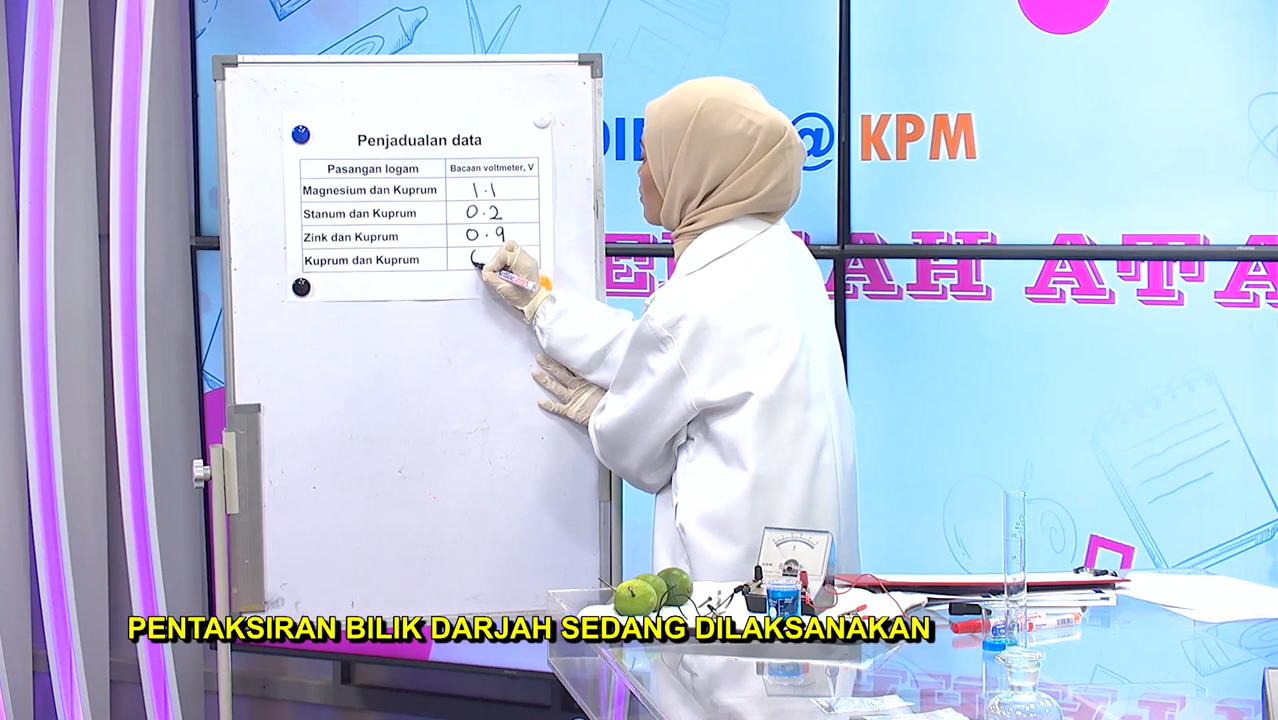 @ KPM
Penjadualan data
Pasangan logam Bacaan voltmeter, V
Magnesium dan Kuprum 1.1
Stanum dan Kuprum 0.2
Zink dan Kuprum 0.9
Kuprum dan Kuprum
PENTAKSIRAN BILIK DARJAH SEDANG DILAKSANAKAN